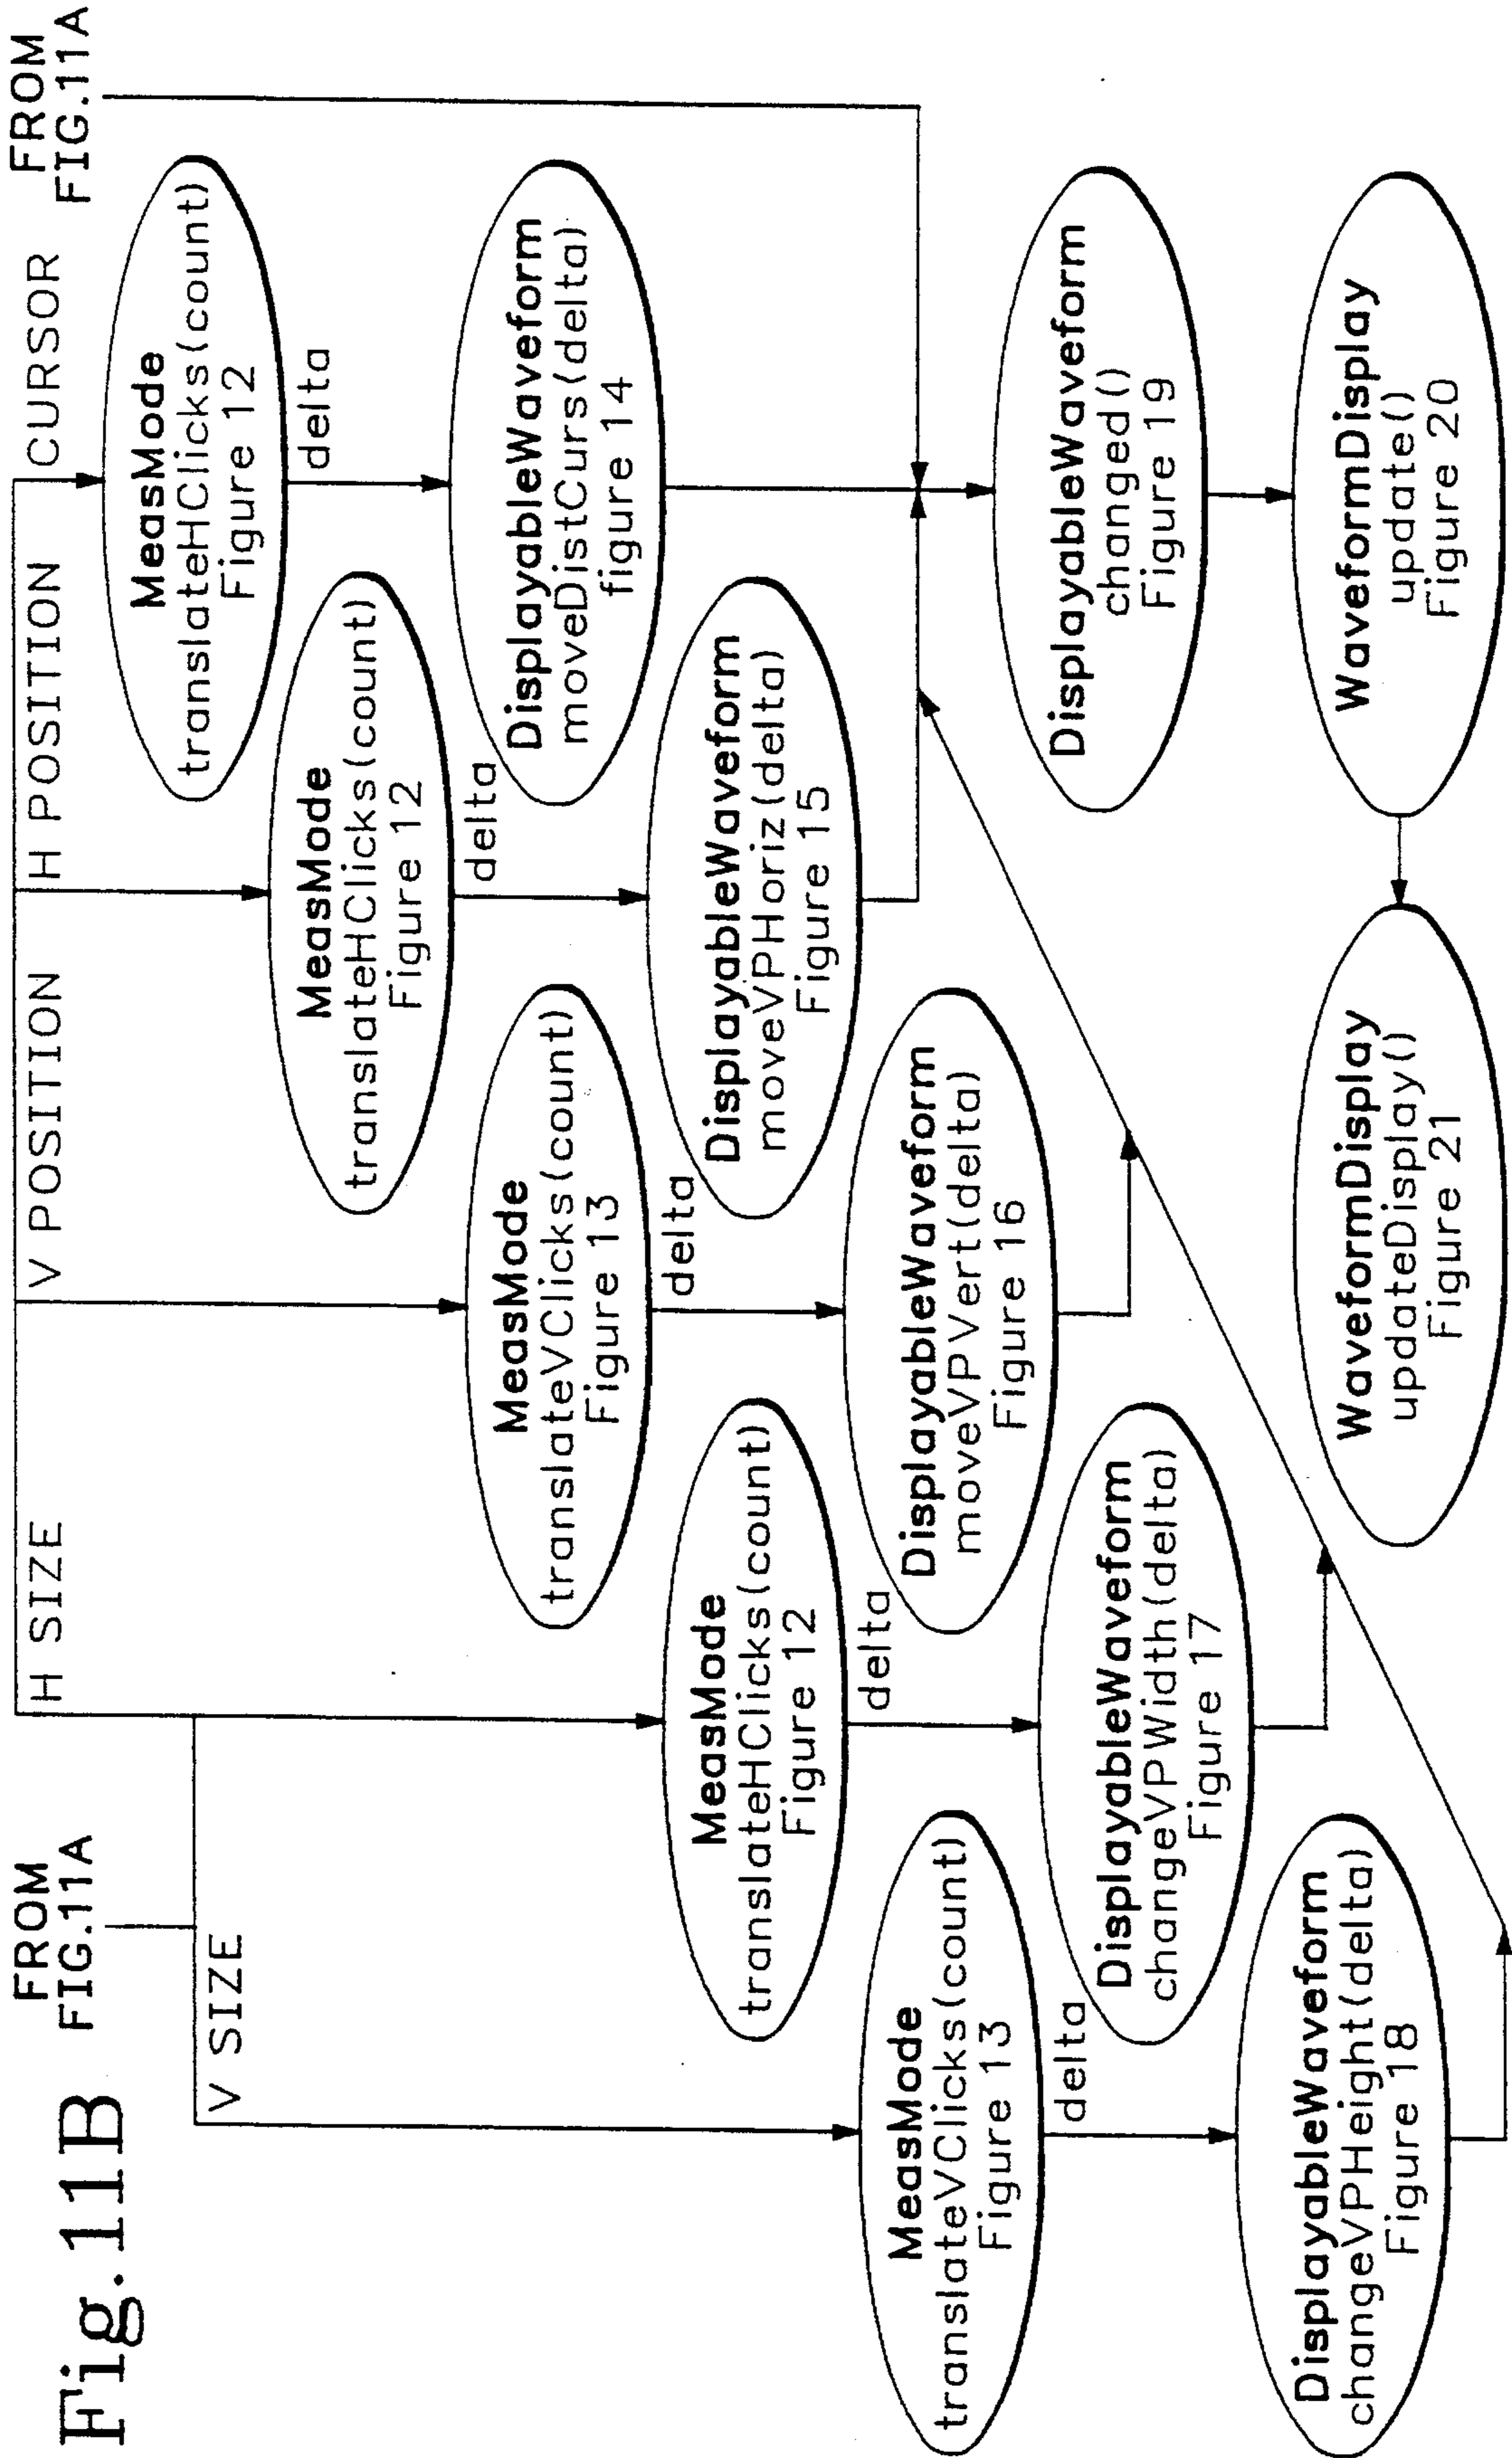 Fig. 11B
FROM
FIG.11A
V SIZE
H SIZE
V POSITION
H POSITION
CURSOR
FROM
FIG.11A
MeasMode
translateHClicks(count)
Figure 12
delta
DisplayableWaveform
moveDistCurs(delta)
figure 14
MeasMode
translateHClicks(count)
Figure 12
delta
DisplayableWaveform
moveVPHoriz(delta)
Figure 15
MeasMode
translateVClicks(count)
Figure 13
delta
DisplayableWaveform
moveVPVert(delta)
Figure 16
MeasMode
translateHClicks(count)
Figure 12
delta
DisplayableWaveform
changeVPWidth(delta)
Figure 17
MeasMode
translateVClicks(count)
Figure 13
delta
DisplayableWaveform
changeVPHeight(delta)
Figure 18
DisplayableWaveform
changed()
Figure 19
WaveformDisplay
update()
Figure 20
WaveformDisplay
updateDisplay()
Figure 21